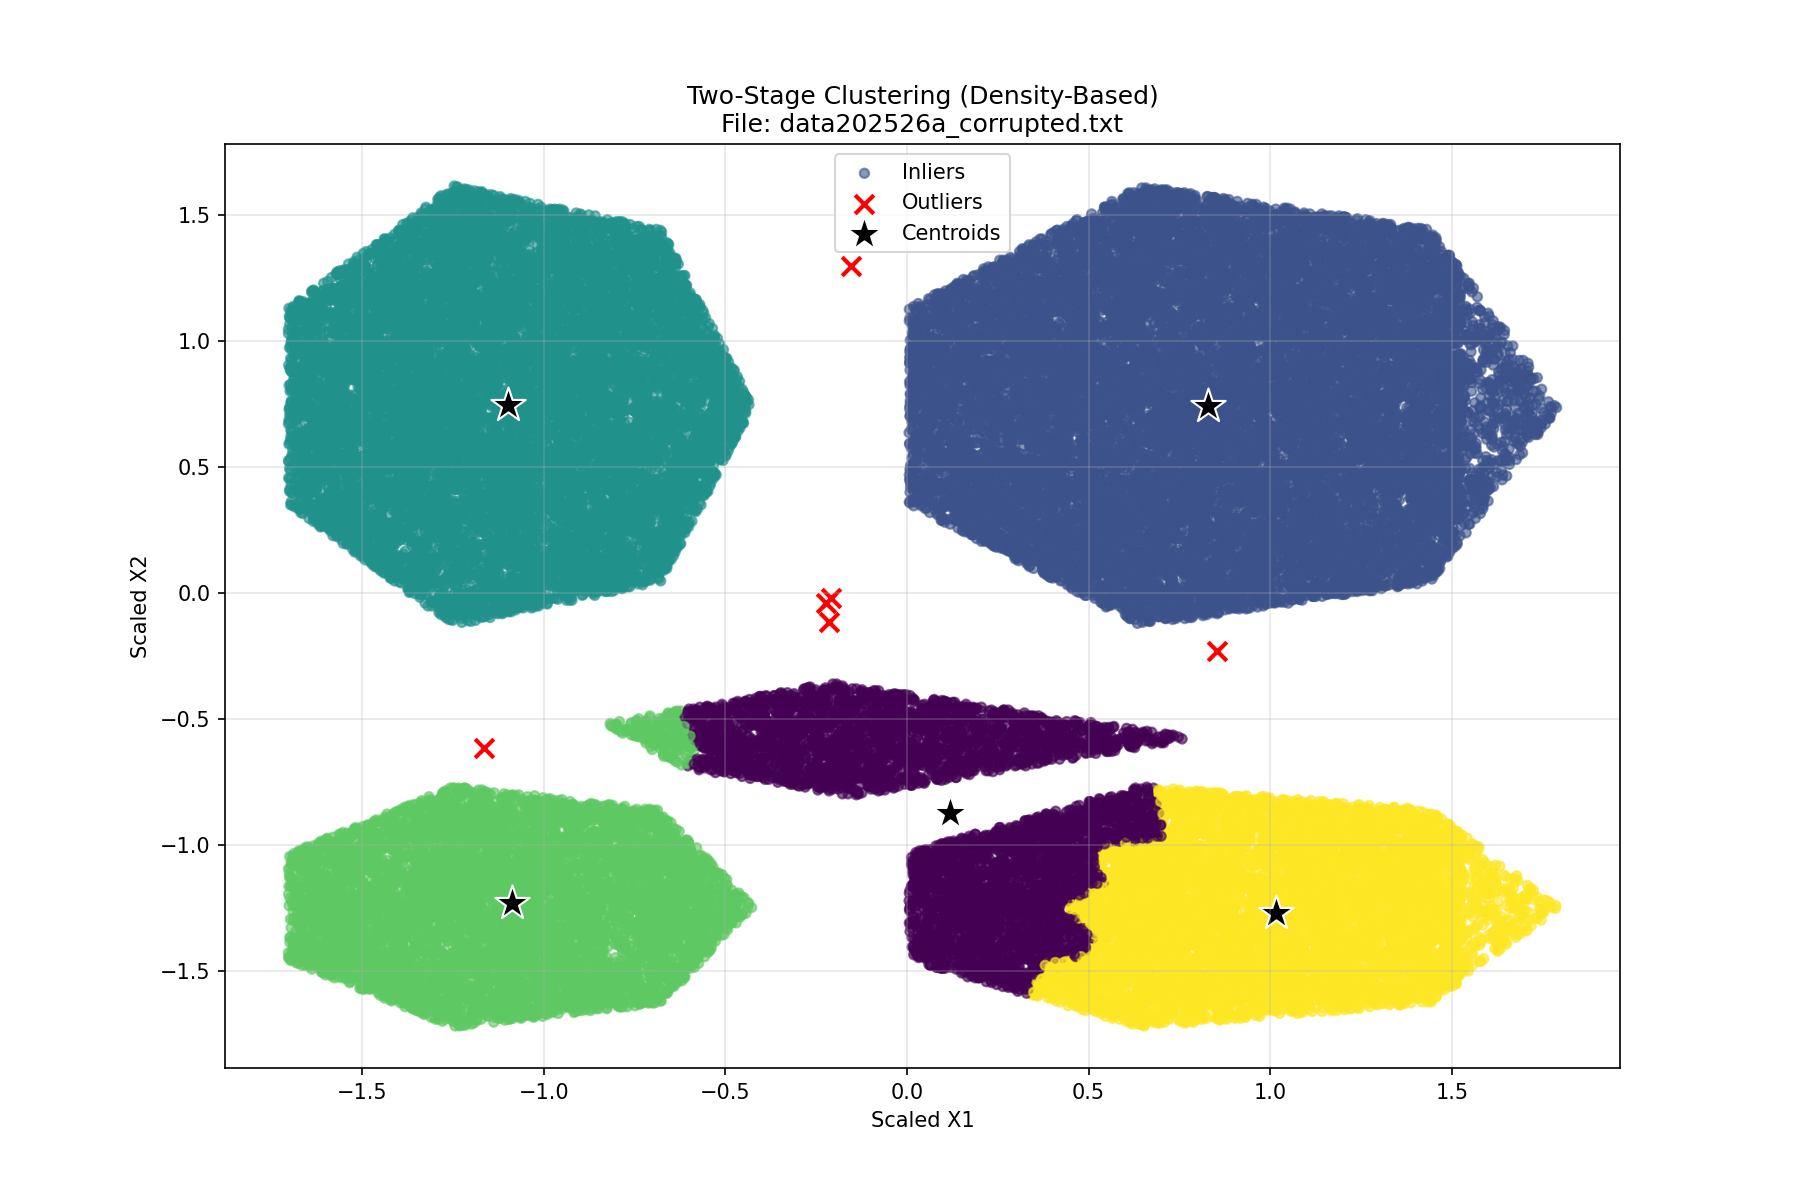 Two-Stage Clustering (Density-Based)
File: data202526a_corrupted.txt
Inliers
Outliers
Centroids
1.5
1.0
0.5
0.0
−0.5
−1.0
−1.5
Scaled X2
−1.5 −1.0 −0.5 0.0 0.5 1.0 1.5
Scaled X1